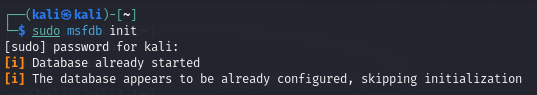 ┌──(kali㉿kali)-[~]
└─$ sudo msfdb init
[sudo] password for kali:
[i] Database already started
[i] The database appears to be already configured, skipping initialization